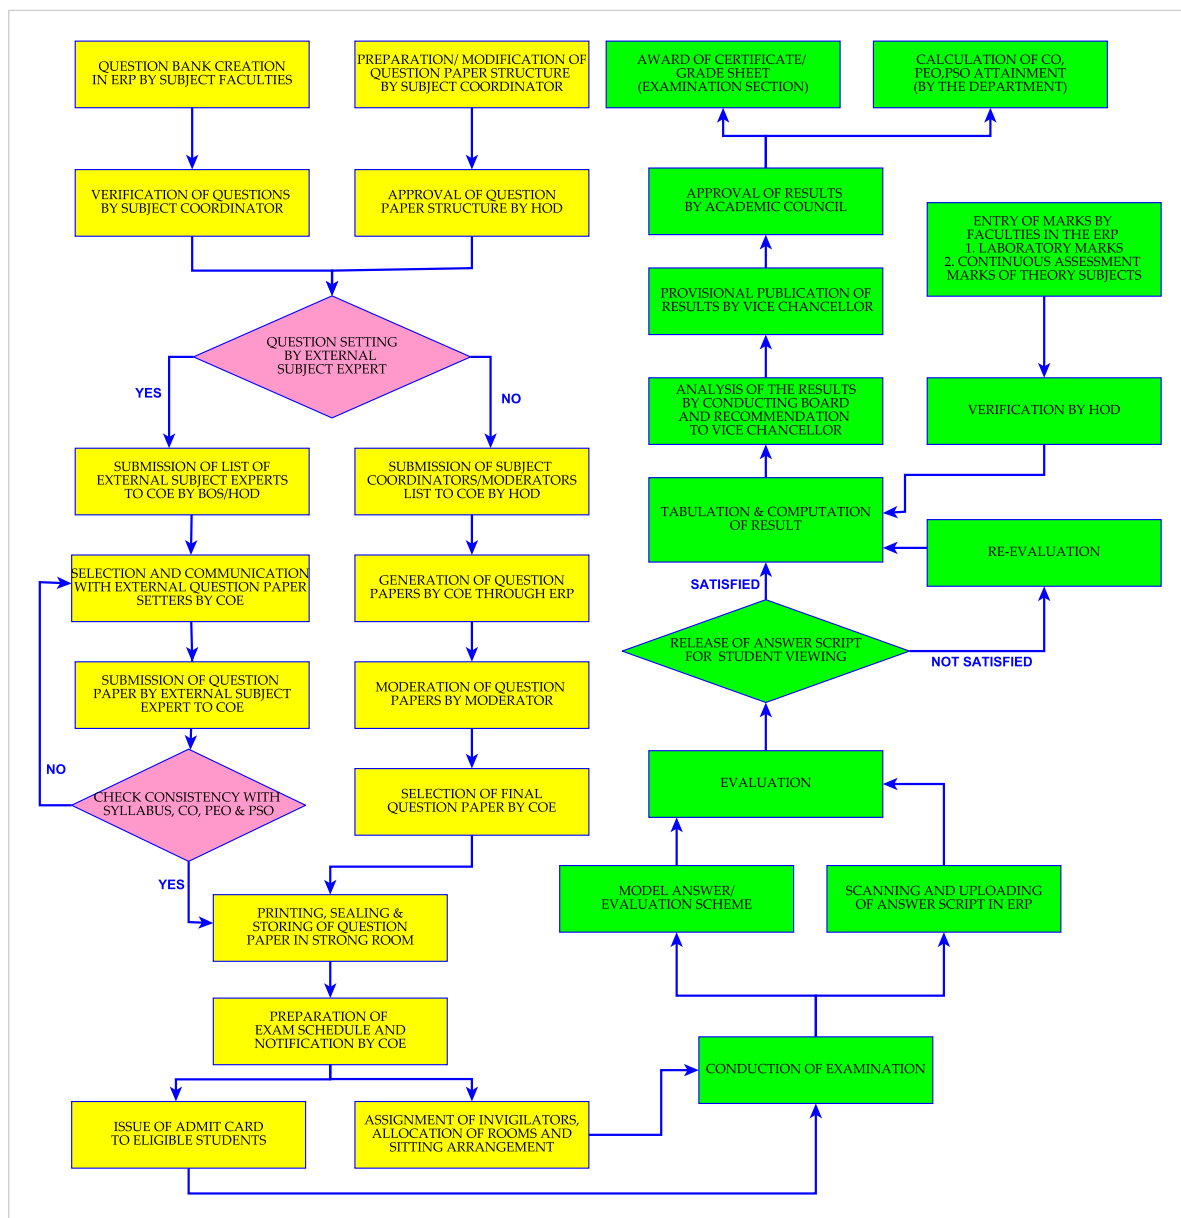 QUESTION BANK CREATION
IN ERP BY SUBJECT FACULTIES
PREPARATION/ MODIFICATION OF
QUESTION PAPER STRUCTURE
BY SUBJECT COORDINATOR
AWARD OF CERTIFICATE/
GRADE SHEET
(EXAMINATION SECTION)
CALCULATION OF CO,
PEO,PSO ATTAINMENT
(BY THE DEPARTMENT)
VERIFICATION OF QUESTIONS
BY SUBJECT COORDINATOR
APPROVAL OF QUESTION
PAPER STRUCTURE BY HOD
APPROVAL OF RESULTS
BY ACADEMIC COUNCIL
ENTRY OF MARKS BY
FACULTIES IN THE ERP
1. LABORATORY MARKS
2. CONTINUOUS ASSESSMENT
MARKS OF THEORY SUBJECTS
PROVISIONAL PUBLICATION OF
RESULTS BY VICE CHANCELLOR
QUESTION SETTING
BY EXTERNAL
SUBJECT EXPERT
YES
NO
ANALYSIS OF THE RESULTS
BY CONDUCTING BOARD
AND RECOMMENDATION
TO VICE CHANCELLOR
VERIFICATION BY HOD
SUBMISSION OF LIST OF
EXTERNAL SUBJECT EXPERTS
TO COE BY BOS/HOD
SUBMISSION OF SUBJECT
COORDINATORS/MODERATORS
LIST TO COE BY HOD
TABULATION & COMPUTATION
OF RESULT
RE-EVALUATION
SELECTION AND COMMUNICATION
WITH EXTERNAL QUESTION PAPER
SETTERS BY COE
GENERATION OF QUESTION
PAPERS BY COE THROUGH ERP
SATISFIED
RELEASE OF ANSWER SCRIPT
FOR STUDENT VIEWING
NOT SATISFIED
SUBMISSION OF QUESTION
PAPER BY EXTERNAL SUBJECT
EXPERT TO COE
MODERATION OF QUESTION
PAPERS BY MODERATOR
NO
CHECK CONSISTENCY WITH
SYLLABUS, CO, PEO & PSO
SELECTION OF FINAL
QUESTION PAPER BY COE
EVALUATION
YES
PRINTING, SEALING &
STORING OF QUESTION
PAPER IN STRONG ROOM
MODEL ANSWER/
EVALUATION SCHEME
SCANNING AND UPLOADING
OF ANSWER SCRIPT IN ERP
PREPARATION OF
EXAM SCHEDULE AND
NOTIFICATION BY COE
CONDUCTION OF EXAMINATION
ISSUE OF ADMIT CARD
TO ELIGIBLE STUDENTS
ASSIGNMENT OF INVIGILATORS,
ALLOCATION OF ROOMS AND
SITTING ARRANGEMENT